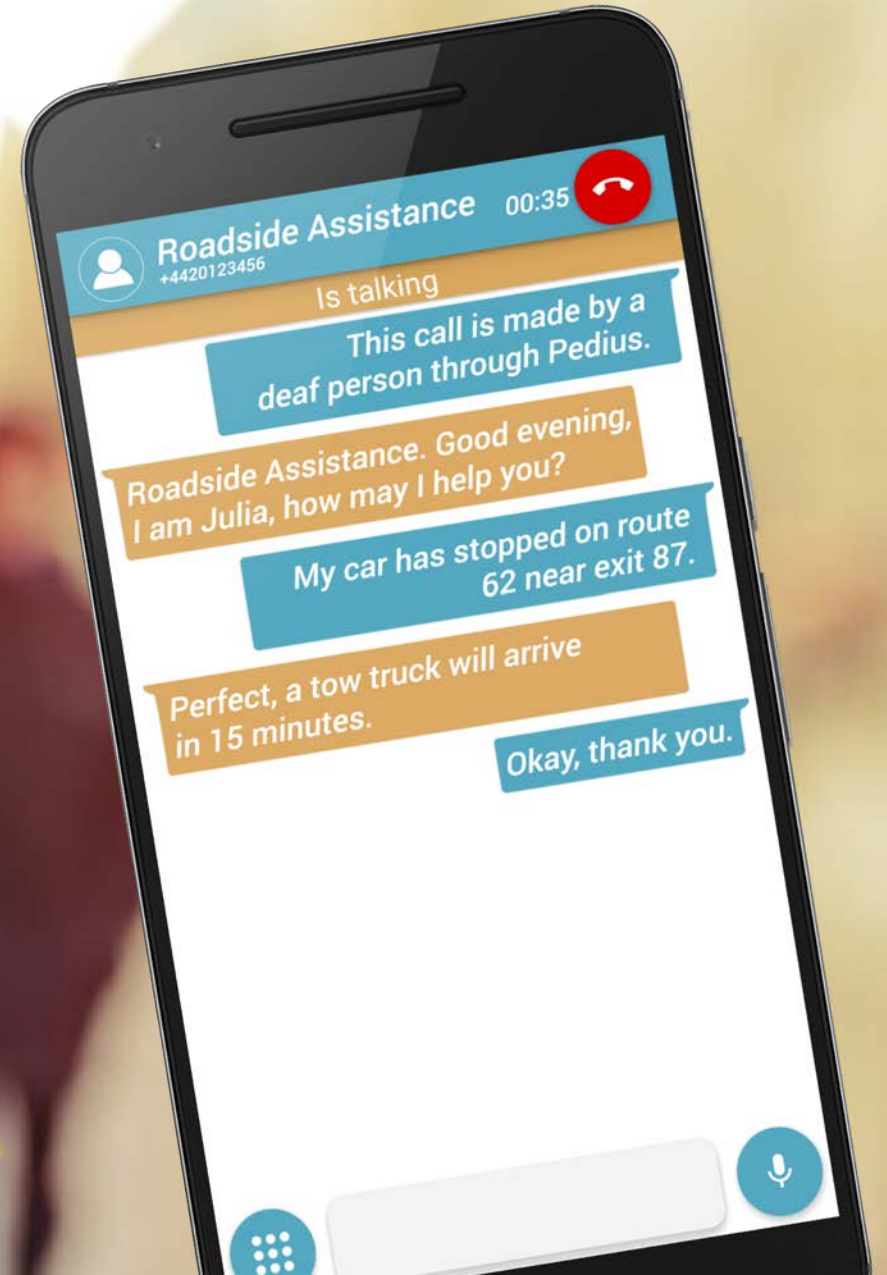 Roadside Assistance 00:35
+4420123456
Is talking
This call is made by a
deaf person through Pedius.
Roadside Assistance. Good evening,
I am Julia, how may I help you?
My car has stopped on route
62 near exit 87.
Perfect, a tow truck will arrive
in 15 minutes.
Okay, thank you.